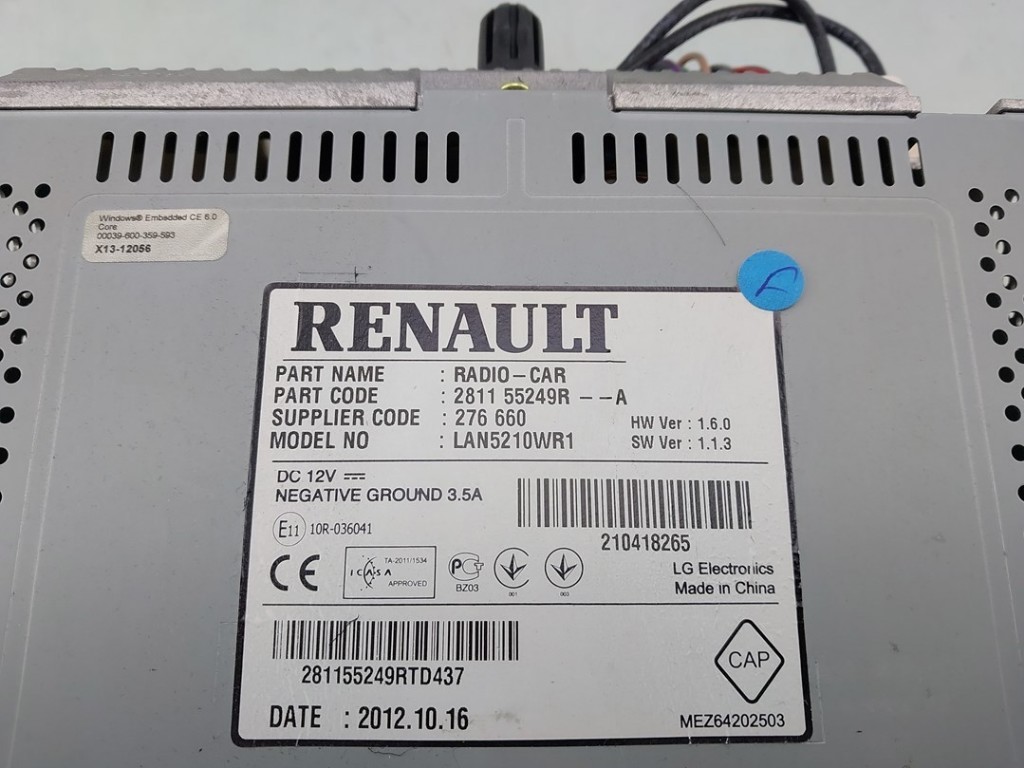 Windows® Embedded CE 6.0
Core
00039-600-359-593
X13-12056
RENAULT
PART NAME : RADIO-CAR
PART CODE : 2811 55249R --A
SUPPLIER CODE : 276 660
HW Ver : 1.6.0
MODEL NO : LAN5210WR1
SW Ver : 1.1.3
DC 12V
NEGATIVE GROUND 3.5A
E11 10R-036041
210418265
CE
ICASA
TA-2011/1534
APPROVED
BZ03
LG Electronics
Made in China
281155249RTD437
CAP
DATE : 2012.10.16
MEZ64202503